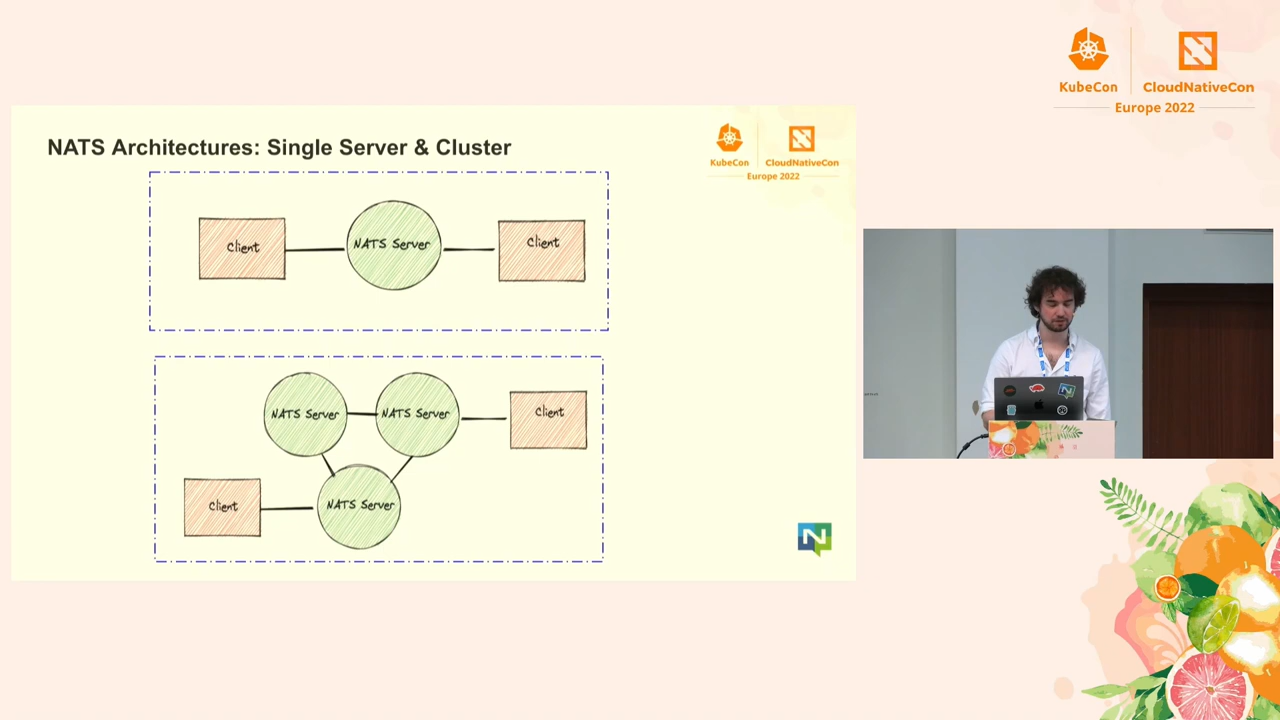 KubeCon
CloudNativeCon
Europe 2022
NATS Architectures: Single Server & Cluster
KubeCon
CloudNativeCon
Europe 2022
Client
NATS Server
Client
NATS Server
NATS Server
Client
Client
NATS Server
N